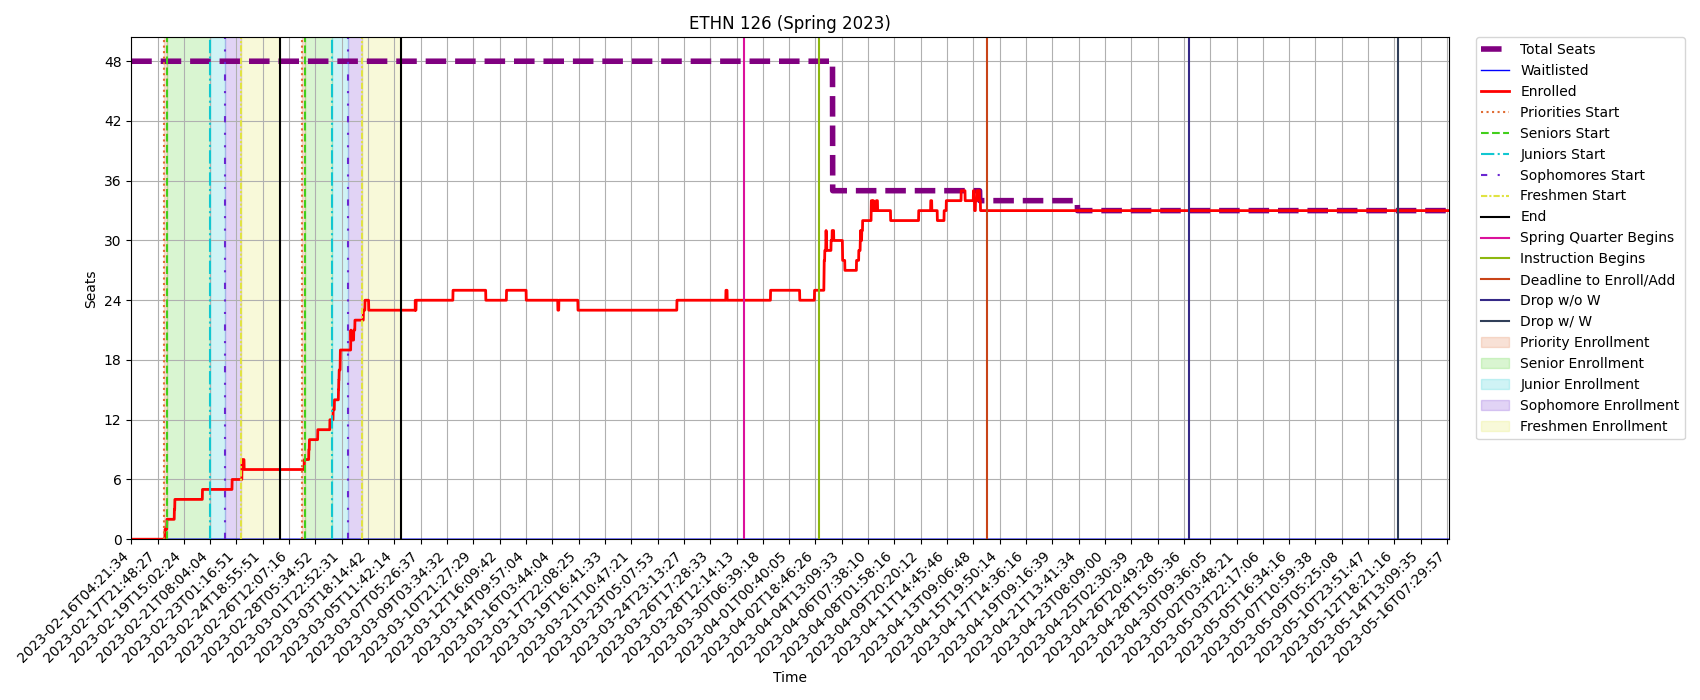 ETHN 126 (Spring 2023)
Seats
48
42
36
30
24
18
12
6
0
2023-02-16T04:21:34
2023-02-17T21:48:27
2023-02-19T15:02:24
2023-02-21T08:04:04
2023-02-23T01:16:51
2023-02-24T18:55:51
2023-02-26T12:07:16
2023-02-28T05:34:52
2023-03-01T22:52:31
2023-03-03T18:14:42
2023-03-05T11:42:14
2023-03-07T05:26:37
2023-03-09T03:34:32
2023-03-10T21:27:29
2023-03-12T16:09:42
2023-03-14T09:57:04
2023-03-16T03:44:04
2023-03-17T22:08:25
2023-03-19T16:41:33
2023-03-21T10:47:21
2023-03-23T05:07:53
2023-03-24T23:13:27
2023-03-26T17:28:33
2023-03-28T12:14:13
2023-03-30T06:39:18
2023-04-01T00:40:05
2023-04-02T18:46:26
2023-04-04T13:09:33
2023-04-06T07:38:10
2023-04-08T01:58:16
2023-04-09T20:20:12
2023-04-11T14:45:46
2023-04-13T09:06:48
2023-04-15T19:50:14
2023-04-17T14:36:16
2023-04-19T09:16:39
2023-04-21T13:41:34
2023-04-23T08:09:00
2023-04-25T02:30:39
2023-04-26T20:49:28
2023-04-28T15:05:36
2023-04-30T09:36:05
2023-05-02T03:48:21
2023-05-03T22:17:06
2023-05-05T16:34:16
2023-05-07T10:59:38
2023-05-09T05:25:08
2023-05-10T23:51:47
2023-05-12T18:21:16
2023-05-14T13:09:35
2023-05-16T07:29:57
Time
Total Seats
Waitlisted
Enrolled
Priorities Start
Seniors Start
Juniors Start
Sophomores Start
Freshmen Start
End
Spring Quarter Begins
Instruction Begins
Deadline to Enroll/Add
Drop w/o W
Drop w/ W
Priority Enrollment
Senior Enrollment
Junior Enrollment
Sophomore Enrollment
Freshmen Enrollment